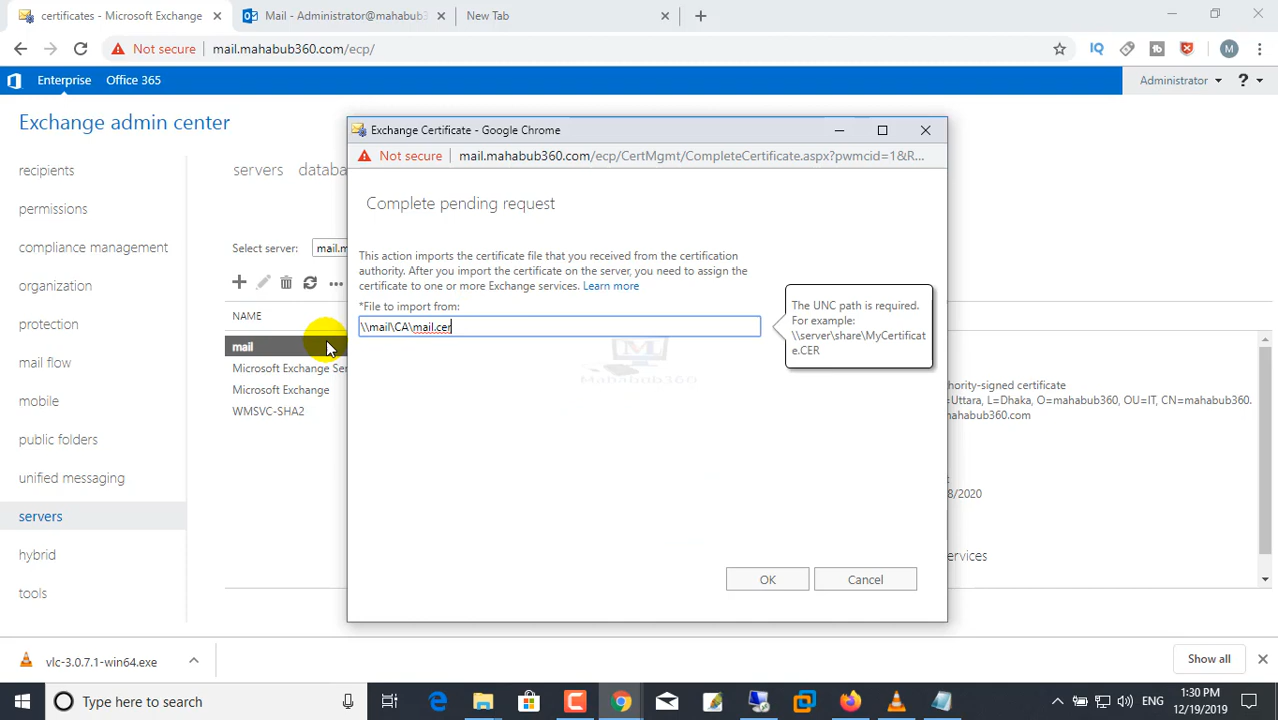 certificates - Microsoft Exchange
Mail - Administrator@mahabub3
New Tab
Not secure
mail.mahabub360.com/ecp/
IQ
M
Enterprise
Office 365
Administrator
?
Exchange admin center
recipients
permissions
compliance management
organization
protection
mail flow
mobile
public folders
unified messaging
servers
hybrid
tools
servers
databa
Select server:
mail.m
NAME
mail
Microsoft Exchange Ser
Microsoft Exchange
WMSVC-SHA2
Exchange Certificate - Google Chrome
Not secure
mail.mahabub360.com/ecp/CertMgmt/CompleteCertificate.aspx?pwmcid=1&R...
Complete pending request
This action imports the certificate file that you received from the certification
authority. After you import the certificate on the server, you need to assign the
certificate to one or more Exchange services. Learn more
*File to import from:
\\mail\CA\mail.cer
The UNC path is required.
For example:
\\server\share\MyCertificat
e.CER
Mahabub360
OK
Cancel
hority-signed certificate
=Uttara, L=Dhaka, O=mahabub360, OU=IT, CN=mahabub360.
mahabub360.com
8/2020
ervices
vlc-3.0.7.1-win64.exe
Show all
Type here to search
ENG
1:30 PM
12/19/2019